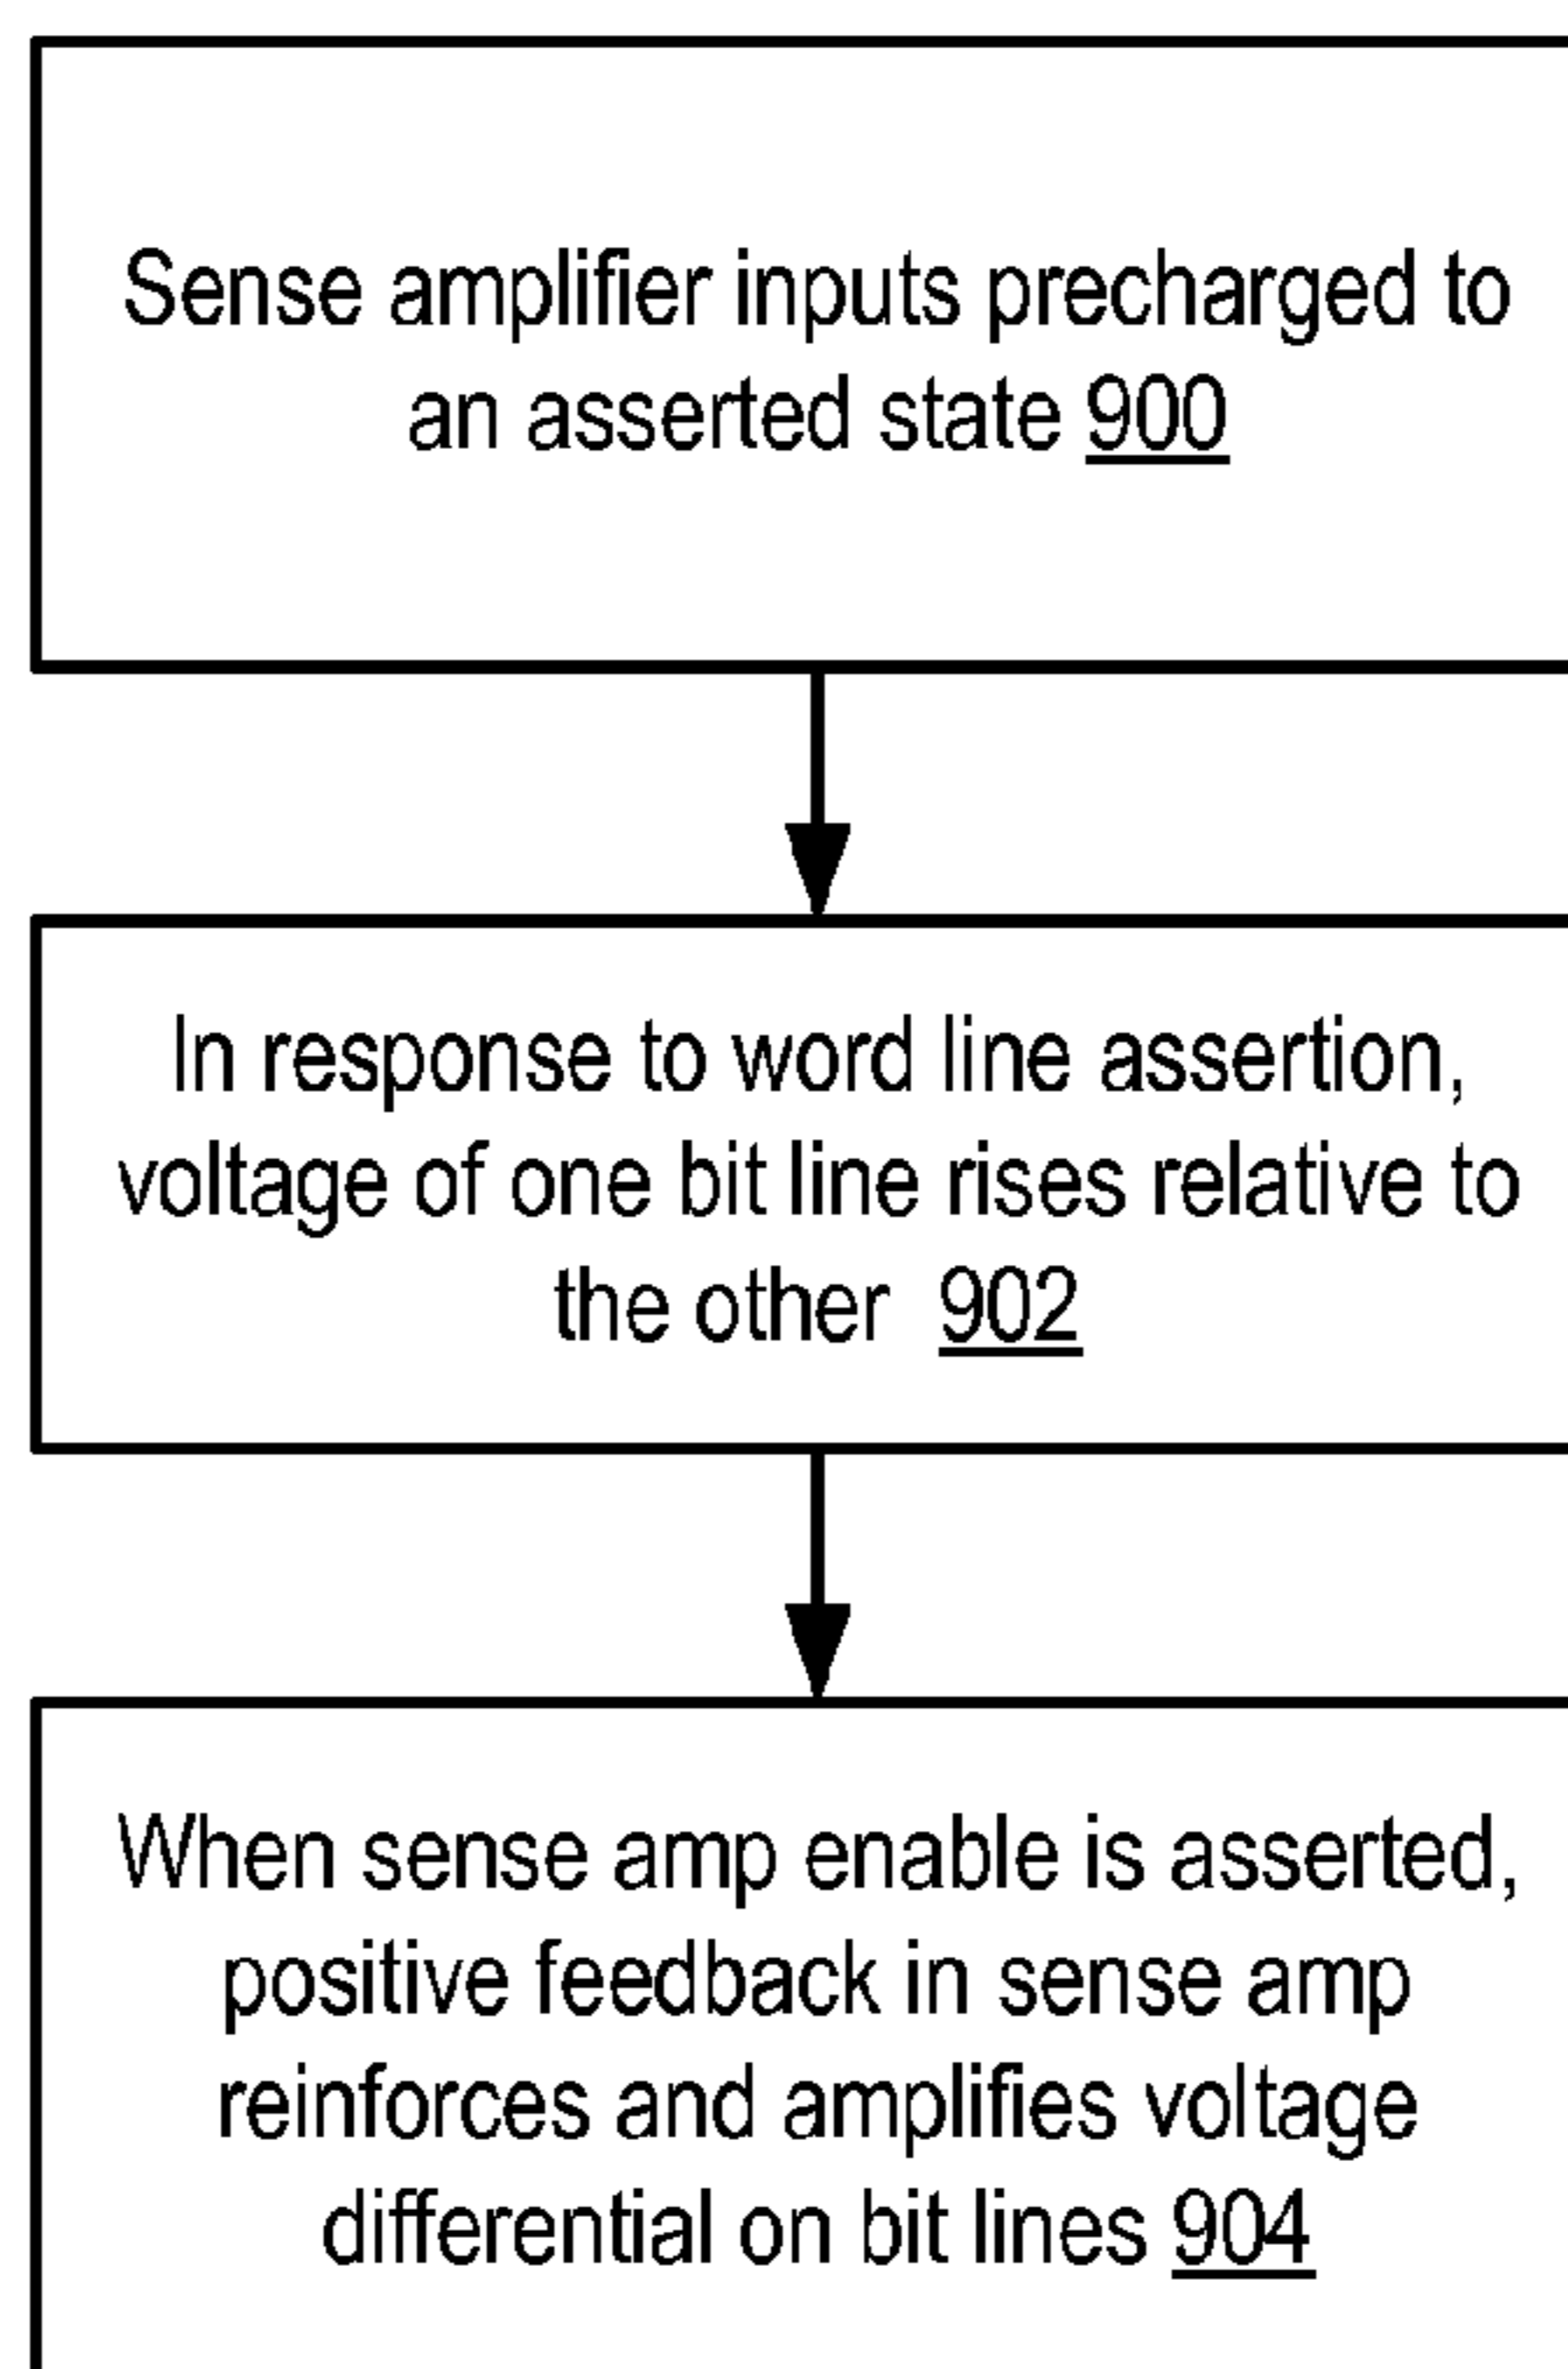 Sense amplifier inputs precharged to
an asserted state 900
In response to word line assertion,
voltage of one bit line rises relative to
the other 902
When sense amp enable is asserted,
positive feedback in sense amp
reinforces and amplifies voltage
differential on bit lines 904